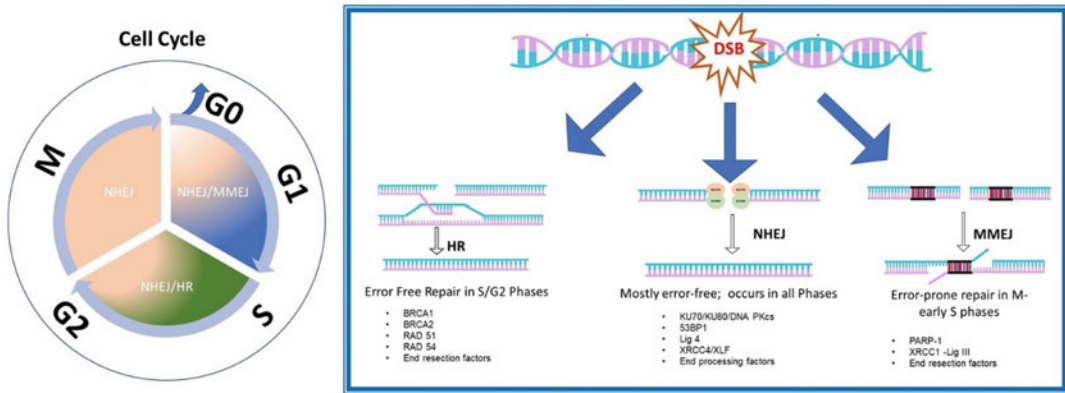 Cell Cycle
G0
G1
S
G2
M
NHEJ
NHEJ/MMEJ
NHEJ/HR
DSB
HR
Error Free Repair in S/G2 Phases
• BRCA1
• BRCA2
• RAD 51
• RAD 54
• End resection factors
NHEJ
Mostly error-free; occurs in all Phases
• KU70/KU80/DNA PKcs
• 53BP1
• Lig 4
• XRCC4/XLF
• End processing factors
MMEJ
Error-prone repair in M-
early S phases
• PARP-1
• XRCC1 -Lig III
• End resection factors